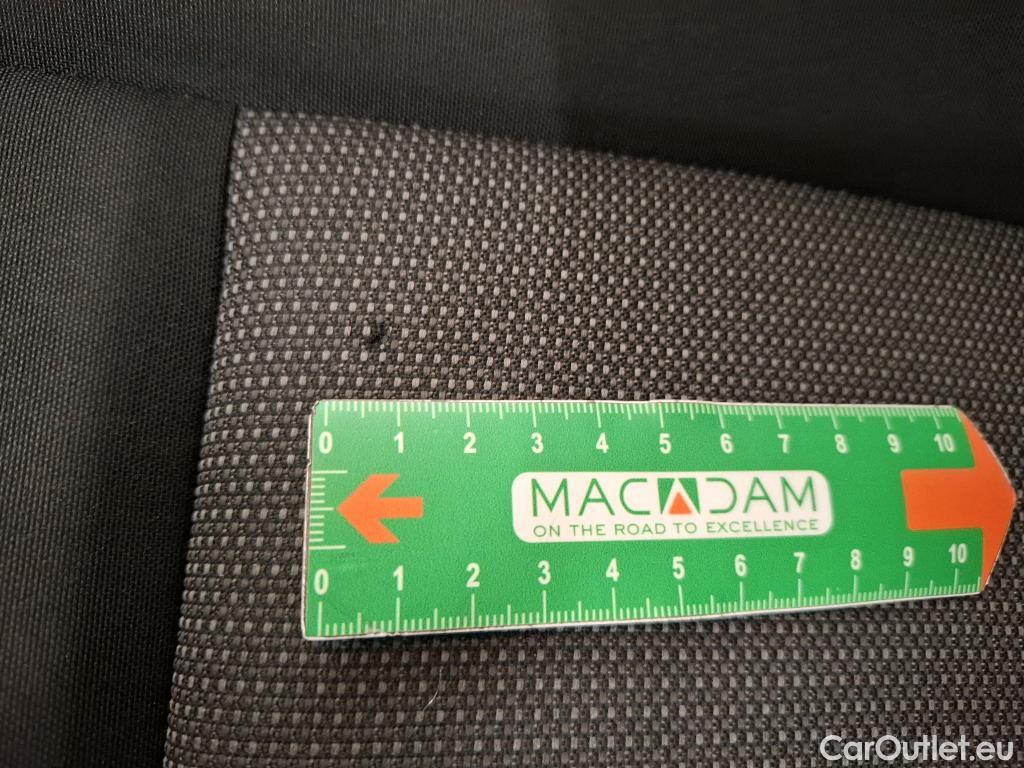 0 1 2 3 4 5 6 7 8 9 10
MACADAM
ON THE ROAD TO EXCELLENCE
0 1 2 3 4 5 6 7 8 9 10
CarOutlet.eu